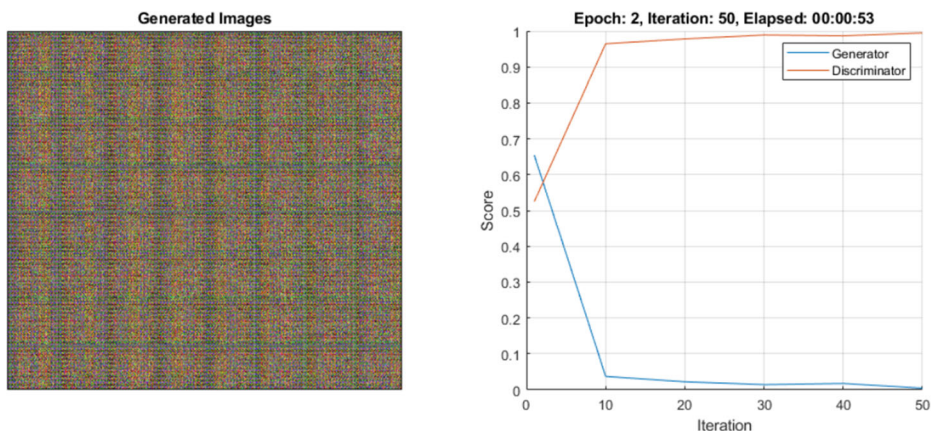 Generated Images
Epoch: 2, Iteration: 50, Elapsed: 00:00:53
1
0.9
0.8
0.7
0.6
0.5
0.4
0.3
0.2
0.1
0
Score
Generator
Discriminator
0 10 20 30 40 50
Iteration